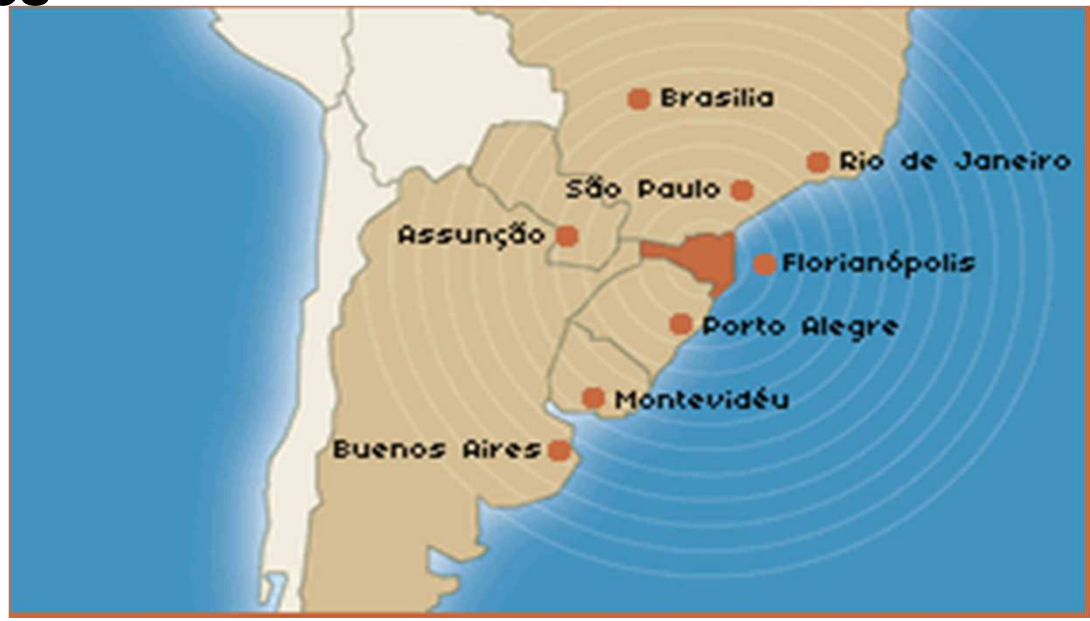 Brasilia
Rio de Janeiro
São Paulo
Assunção
Florianópolis
Porto Alegre
Montevidéu
Buenos Aires